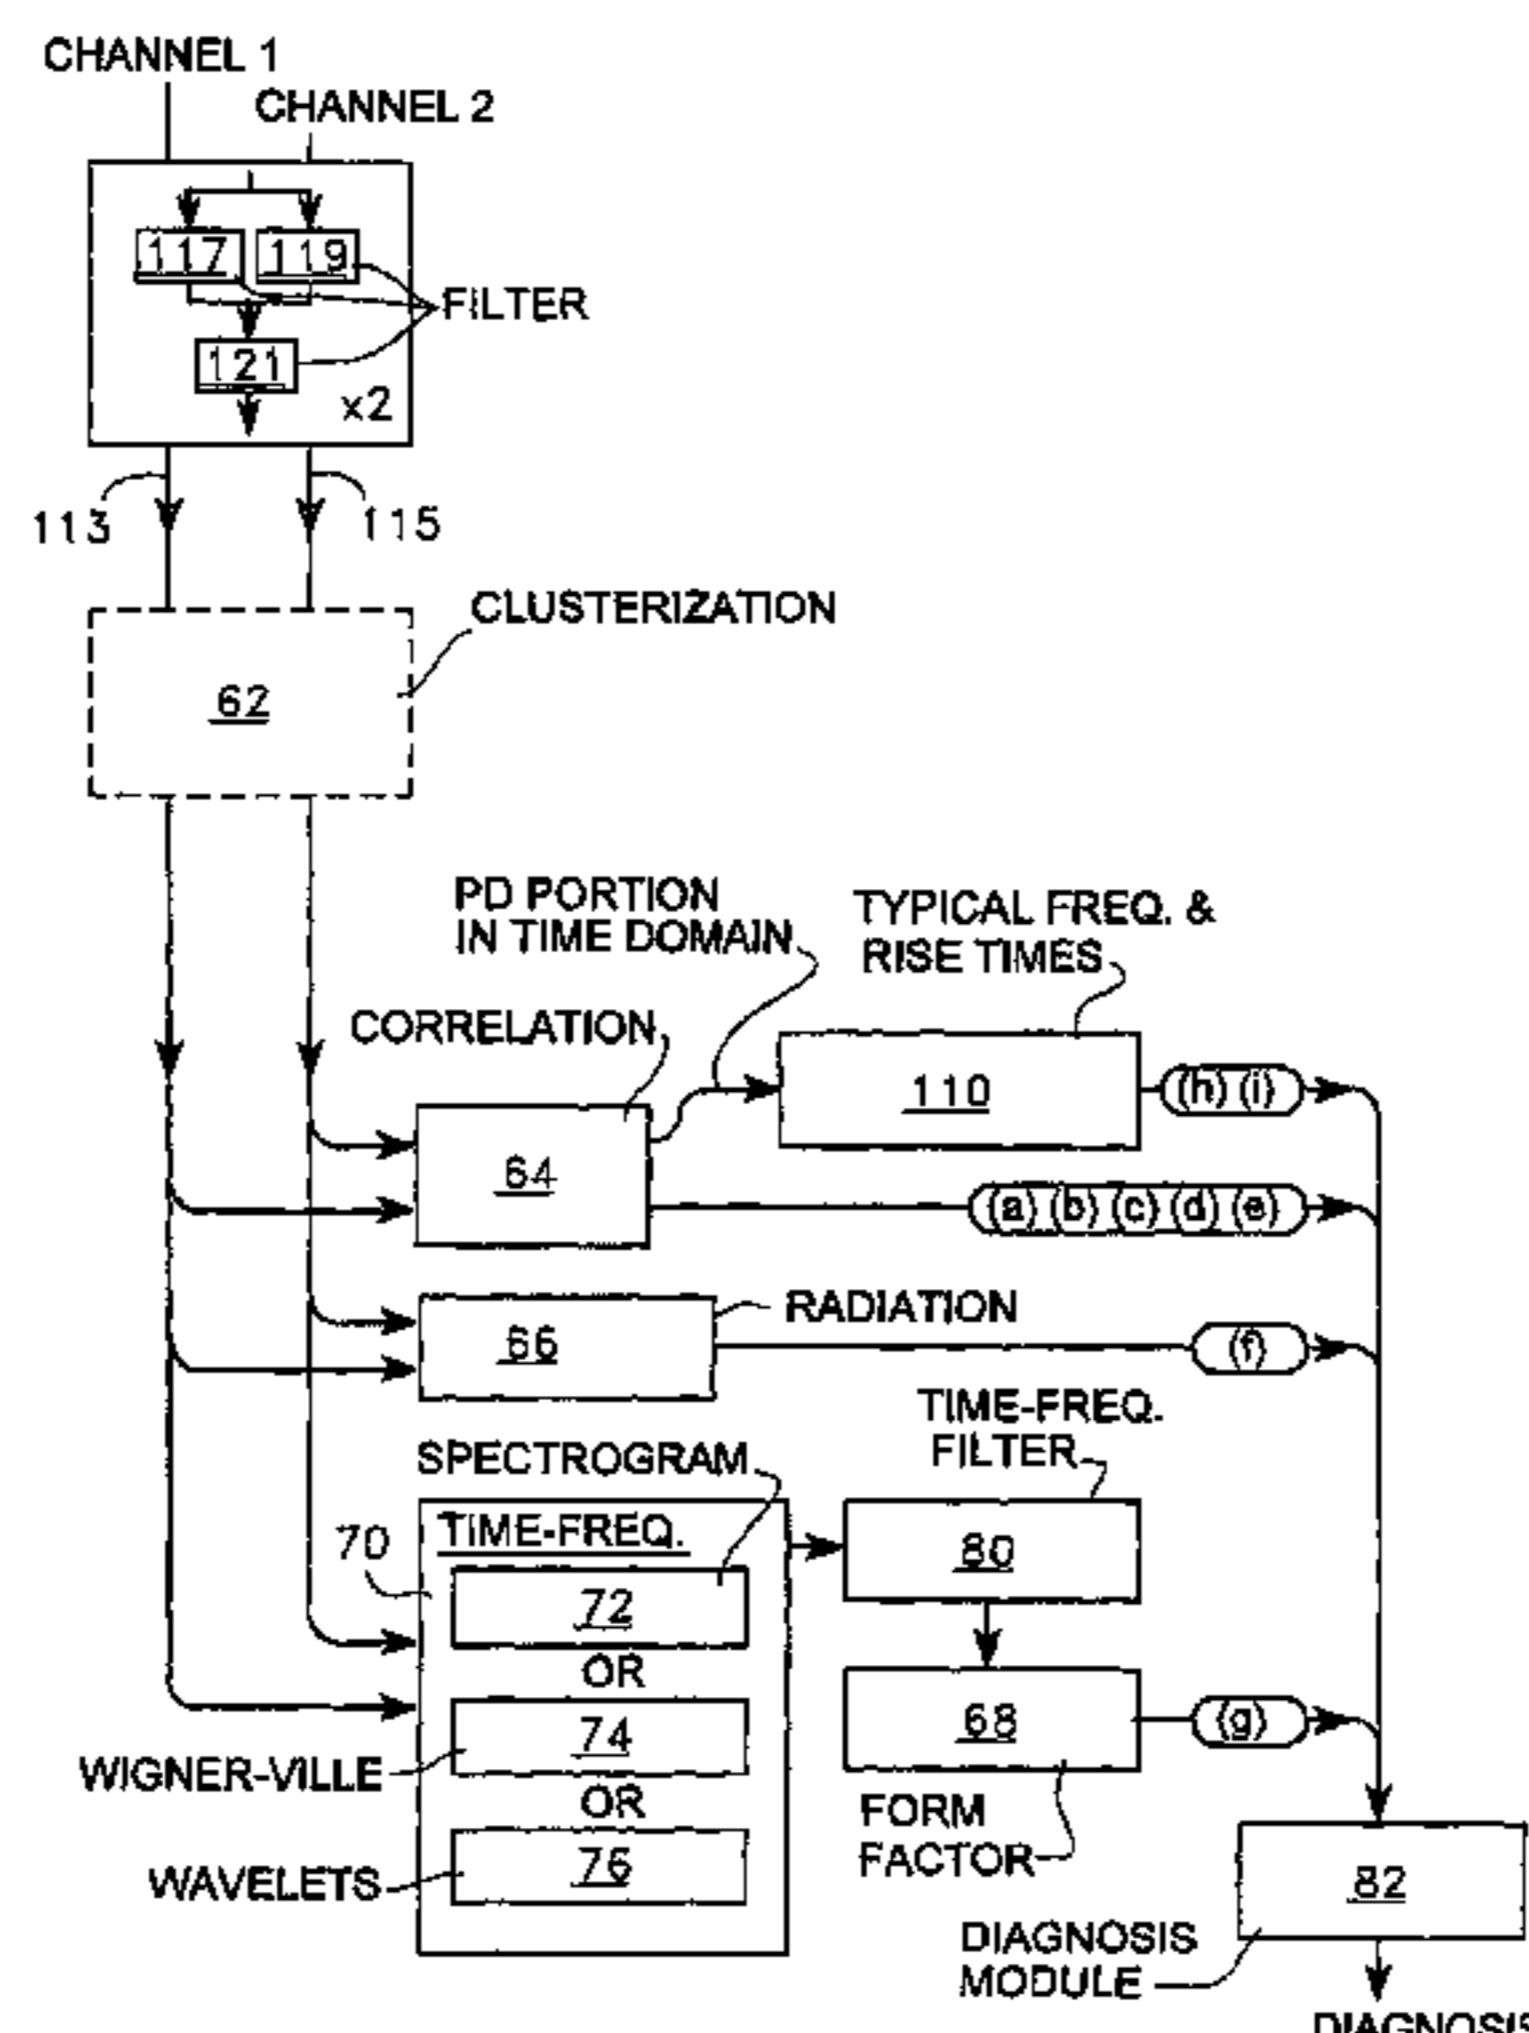 CHANNEL 1
CHANNEL 2
117
119
FILTER
121
x2
113
115
CLUSTERIZATION
62
PD PORTION
IN TIME DOMAIN
TYPICAL FREQ. &
RISE TIMES
CORRELATION
110
(h) (i)
64
(a) (b) (c) (d) (e)
RADIATION
66
(f)
TIME-FREQ.
FILTER
SPECTROGRAM
70
TIME-FREQ.
80
72
OR
74
68
(g)
WIGNER-VILLE
OR
FORM
FACTOR
76
WAVELETS
82
DIAGNOSIS
MODULE
DIAGNOSIS